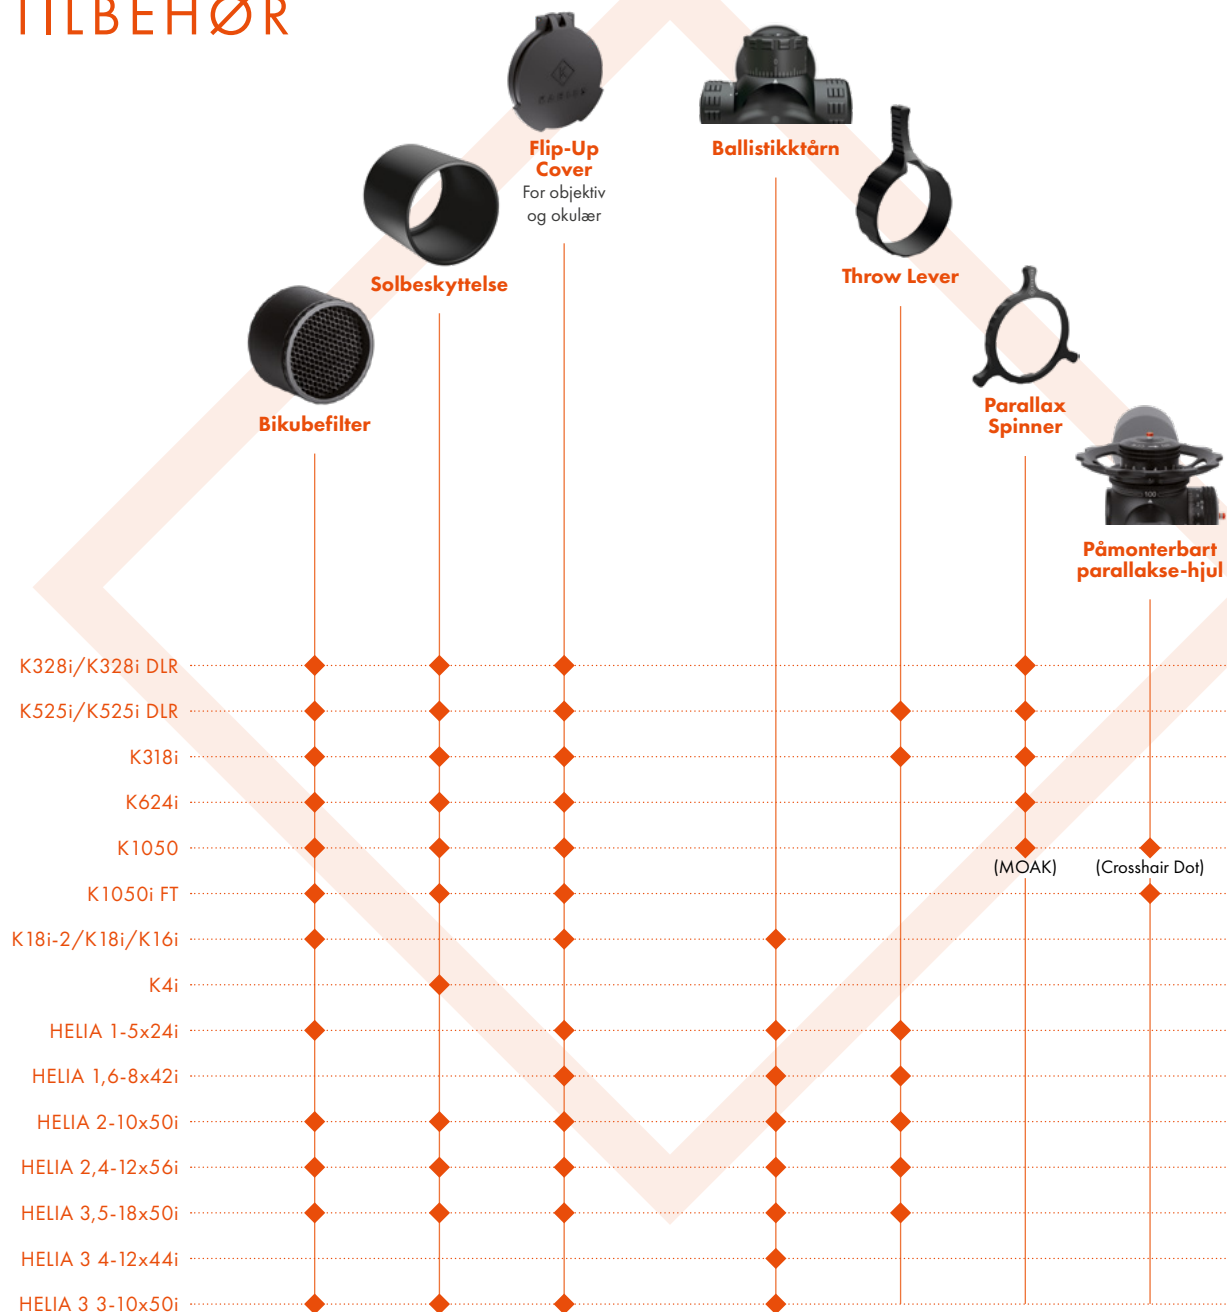 TILBEHØR
KAHLES
Flip-Up
Cover
For objektiv
og okulær
Ballistikktårn
Solbeskyttelse
Throw Lever
Bikubefilter
Parallax
Spinner
100
Påmonterbart
parallakse-hjul
K328i/K328i DLR
K525i/K525i DLR
K318i
K624i
K1050
(MOAK) (Crosshair Dot)
K1050i FT
K18i-2/K18i/K16i
K4i
HELIA 1-5x24i
HELIA 1,6-8x42i
HELIA 2-10x50i
HELIA 2,4-12x56i
HELIA 3,5-18x50i
HELIA 3 4-12x44i
HELIA 3 3-10x50i